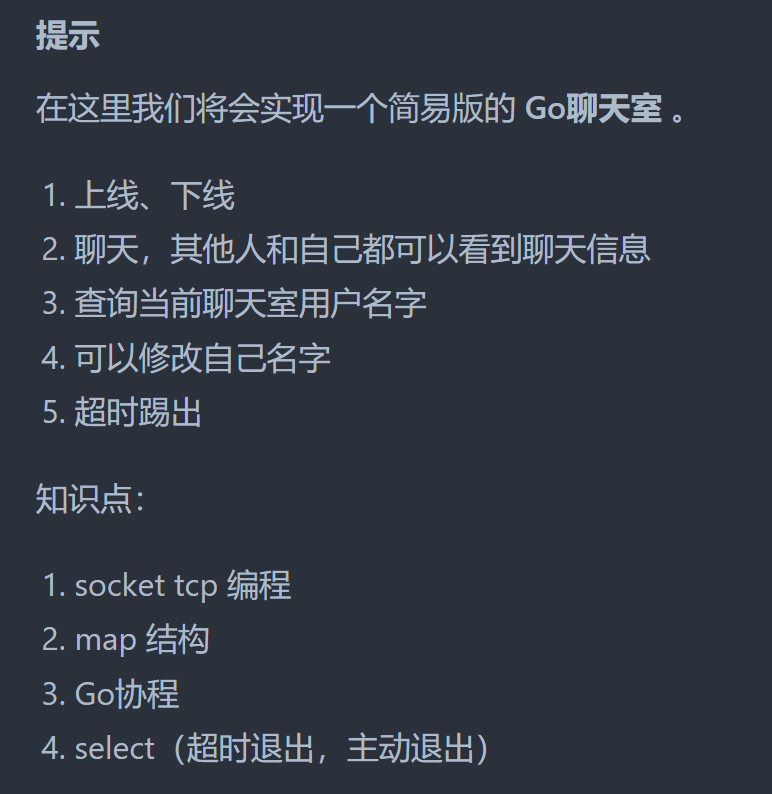 提示
在这里我们将会实现一个简易版的 Go聊天室 。
1. 上线、下线
2. 聊天，其他人和自己都可以看到聊天信息
3. 查询当前聊天室用户名字
4. 可以修改自己名字
5. 超时踢出
知识点：
1. socket tcp 编程
2. map 结构
3. Go协程
4. select（超时退出，主动退出）